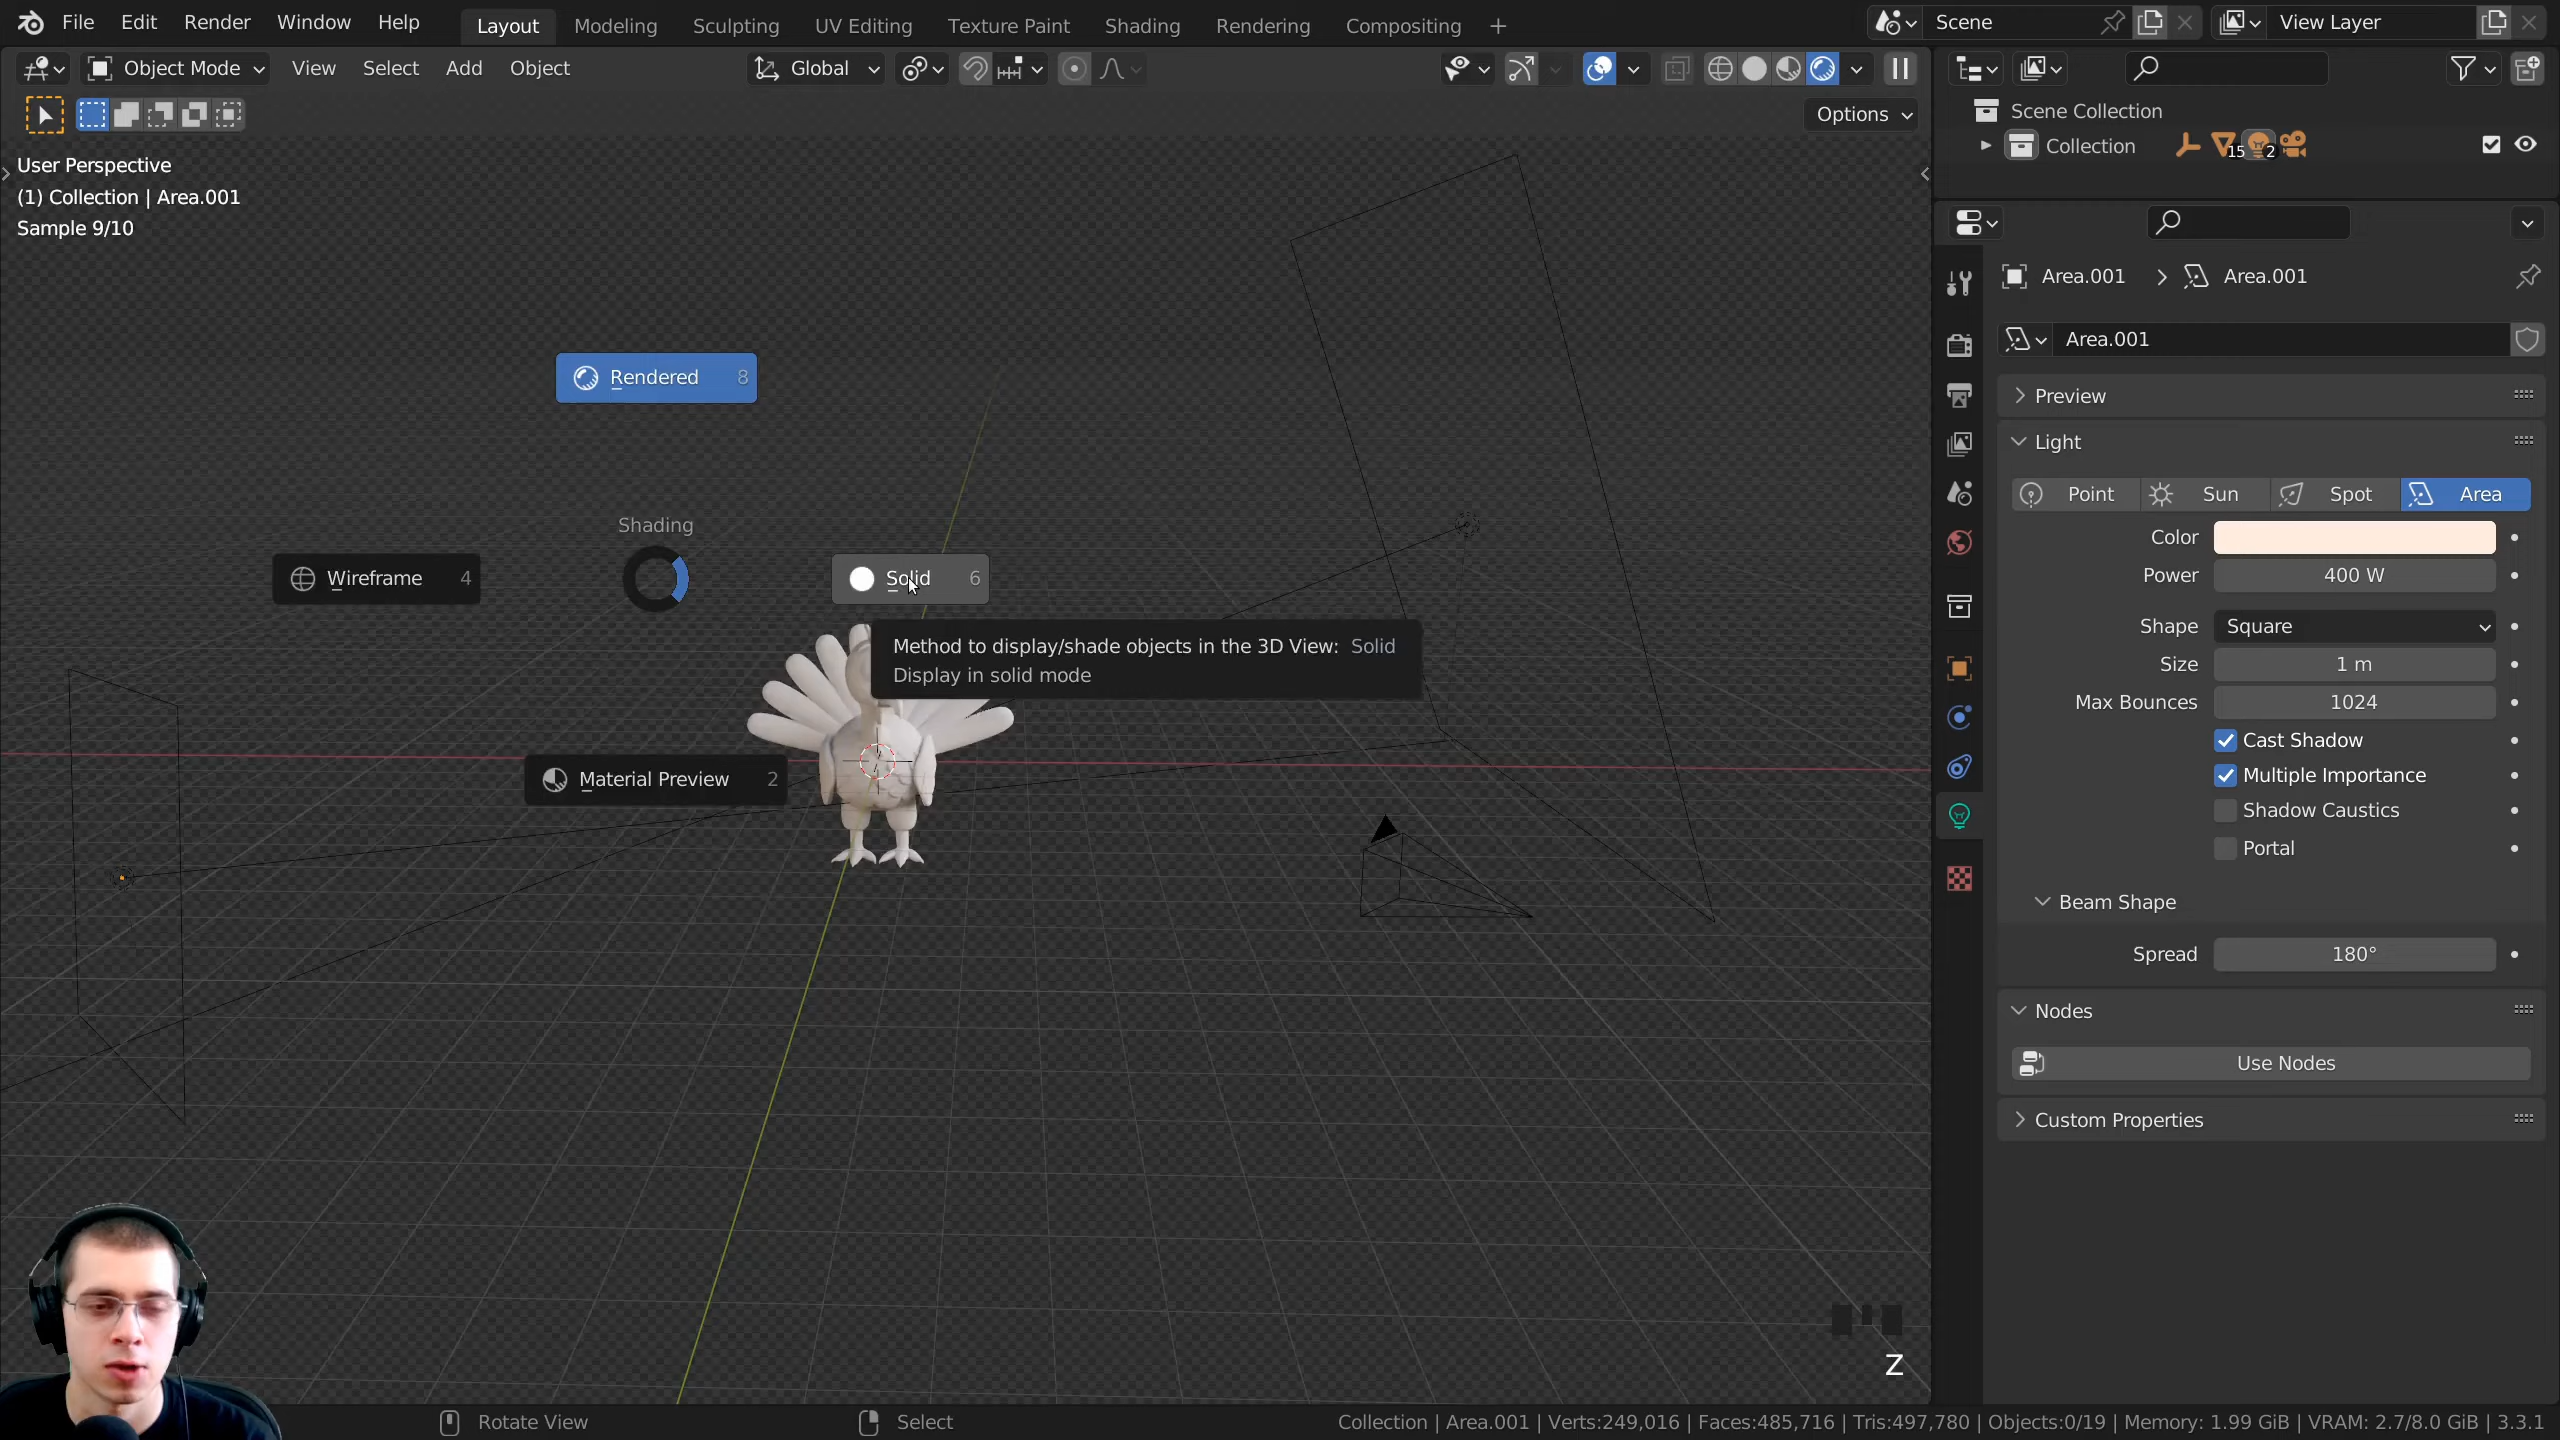 File Edit Render Window Help Layout Modeling Sculpting UV Editing Texture Paint Shading Rendering Compositing + Scene View Layer
Object Mode View Select Add Object Global
Options
User Perspective
(1) Collection | Area.001
Sample 9/10
Scene Collection
Collection 15 2
Area.001 > Area.001
Area.001
Preview
Light
Point Sun Spot Area
Color
Power 400 W
Shape Square
Size 1 m
Max Bounces 1024
Cast Shadow
Multiple Importance
Shadow Caustics
Portal
Beam Shape
Spread 180°
Nodes
Use Nodes
Custom Properties
Rendered 8
Shading
Wireframe 4
Solid 6
Method to display/shade objects in the 3D View: Solid
Display in solid mode
Material Preview 2
Z
Rotate View Select Collection | Area.001 | Verts:249,016 | Faces:485,716 | Tris:497,780 | Objects:0/19 | Memory: 1.99 GiB | VRAM: 2.7/8.0 GiB | 3.3.1